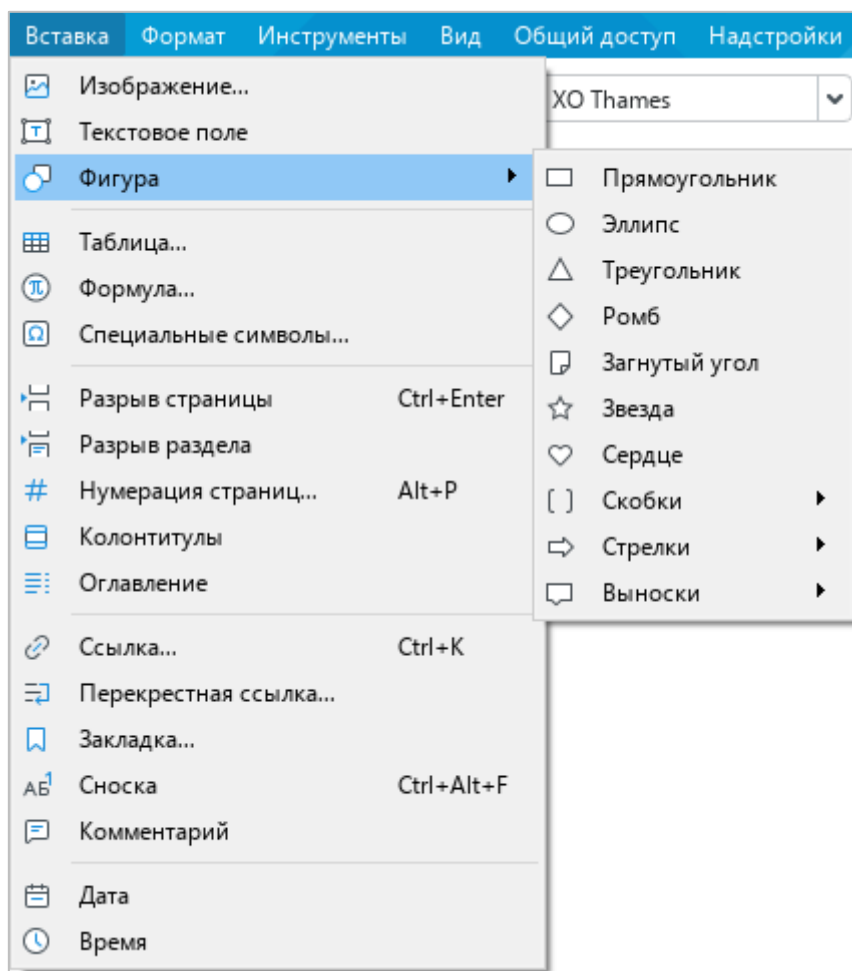 Вставка Формат Инструменты Вид Общий доступ Надстройки
Изображение...
XO Thames
Текстовое поле
Фигура
Прямоугольник
Эллипс
Таблица...
Треугольник
Формула...
Ромб
Специальные символы...
Загнутый угол
Разрыв страницы Ctrl+Enter
Звезда
Разрыв раздела
Сердце
Нумерация страниц... Alt+P
Скобки
Колонтитулы
Стрелки
Оглавление
Выноски
Ссылка... Ctrl+K
Перекрестная ссылка...
Закладка...
Сноска Ctrl+Alt+F
Комментарий
Дата
Время